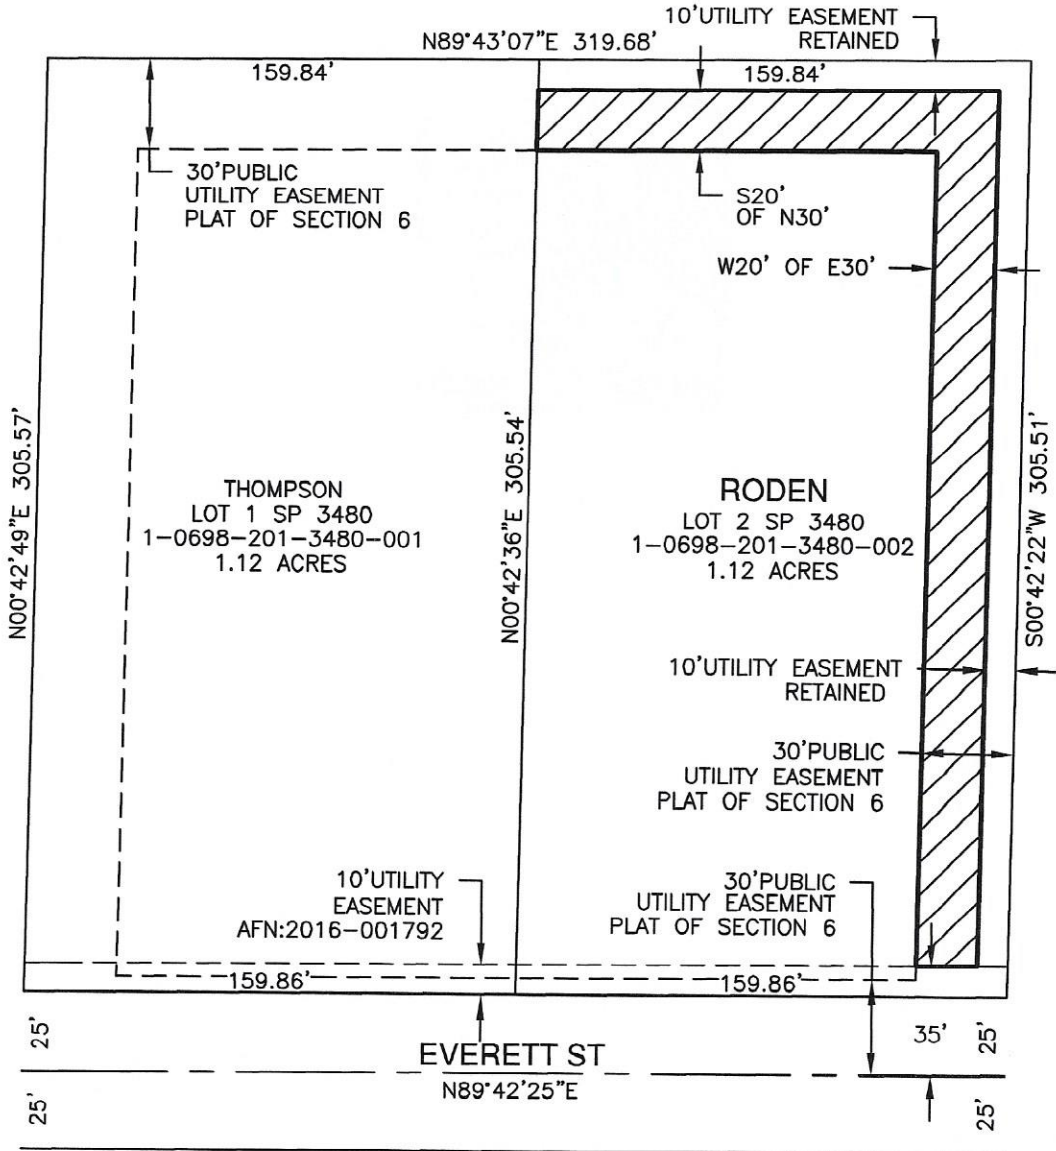 10'UTILITY EASEMENT
RETAINED
N89°43'07"E 319.68'
159.84'
159.84'
30'PUBLIC
UTILITY EASEMENT
PLAT OF SECTION 6
S20'
OF N30'
W20' OF E30'
N00°42'49"E 305.57'
N00°42'36"E 305.54'
S00°42'22"W 305.51'
THOMPSON
LOT 1 SP 3480
1-0698-201-3480-001
1.12 ACRES
RODEN
LOT 2 SP 3480
1-0698-201-3480-002
1.12 ACRES
10'UTILITY EASEMENT
RETAINED
30'PUBLIC
UTILITY EASEMENT
PLAT OF SECTION 6
10'UTILITY
EASEMENT
AFN:2016-001792
30'PUBLIC
UTILITY EASEMENT
PLAT OF SECTION 6
159.86'
159.86'
25'
35'
25'
EVERETT ST
N89°42'25"E
25'
25'